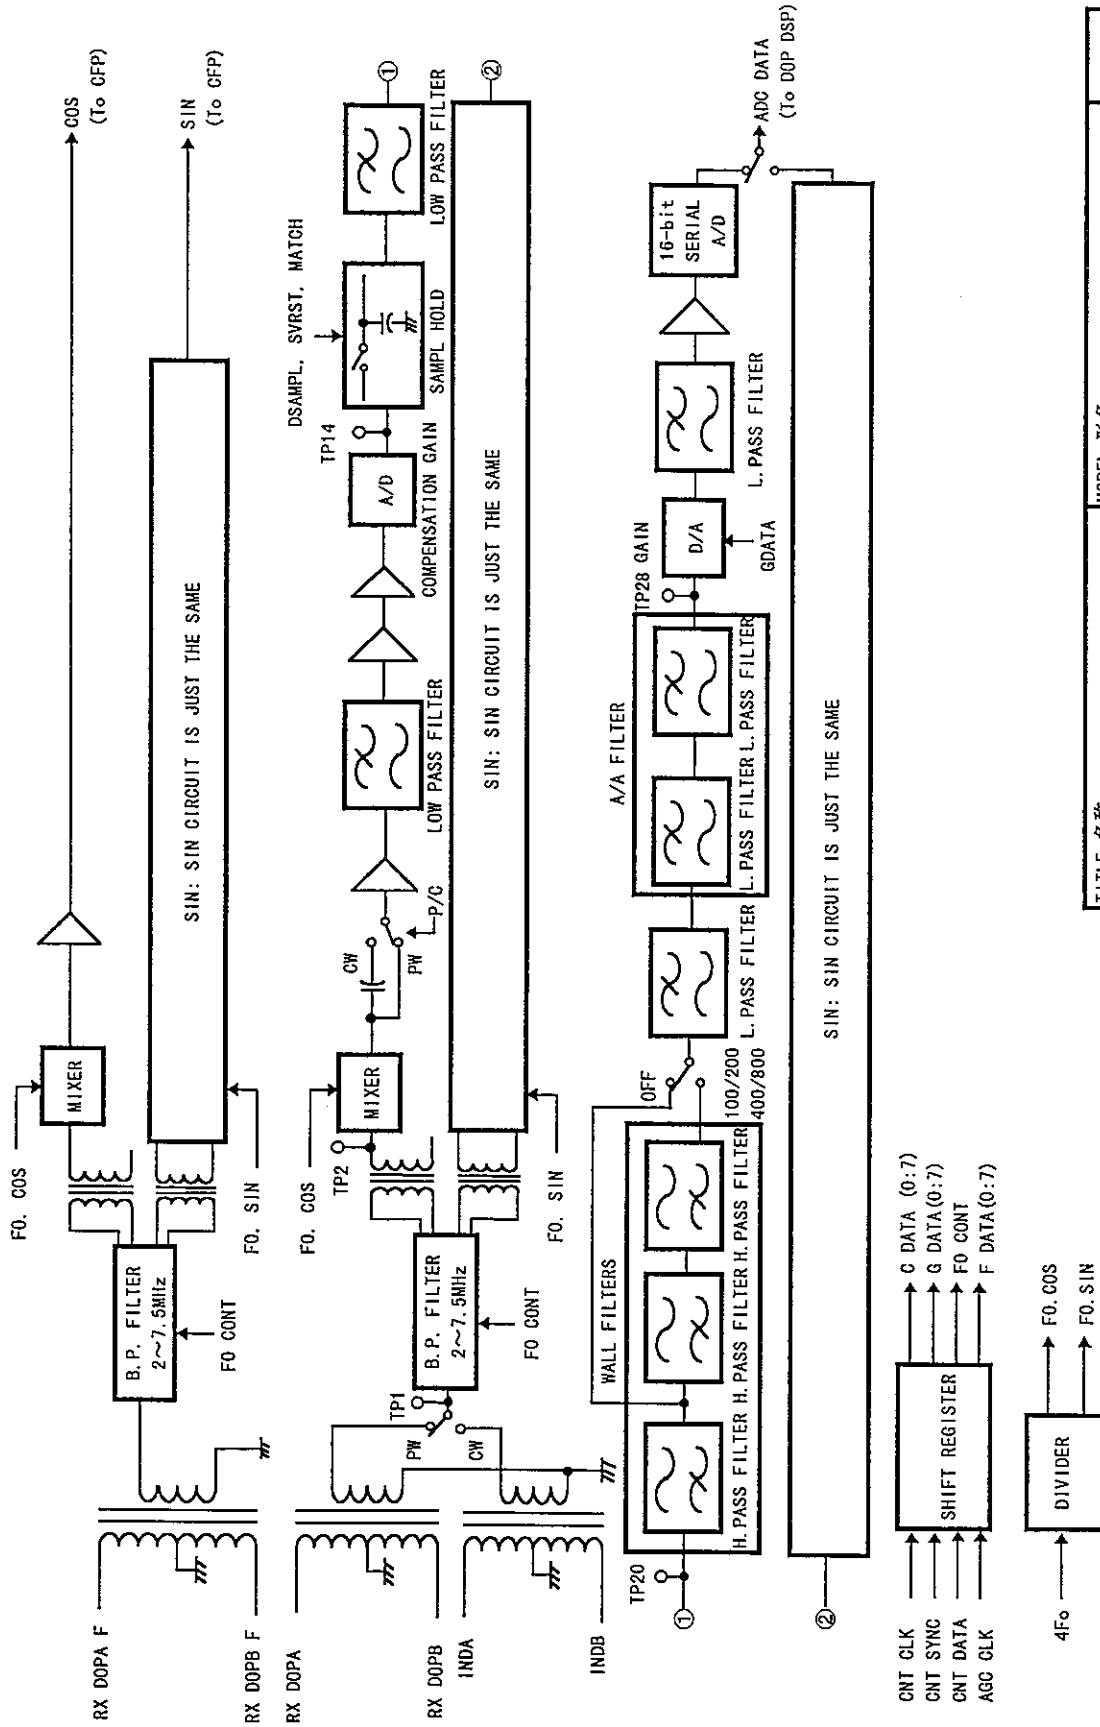 RX DOPA F
RX DOPB F
B.P. FILTER
2～7.5MHz
FO CONT
FO. COS
MIXER
COS
(To CFP)
SIN: SIN CIRCUIT IS JUST THE SAME
FO. SIN
SIN
(To CFP)
RX DOPA
RX DOPB
INDA
INDB
PW
CW
TP1
B.P. FILTER
2～7.5MHz
FO CONT
FO. COS
TP2
MIXER
CW
PW
P/C
LOW PASS FILTER
COMPENSATION GAIN
A/D
TP14
DSAMPL, SVRST, MATCH
SAMPL HOLD
LOW PASS FILTER
①
SIN: SIN CIRCUIT IS JUST THE SAME
FO. SIN
②
①
TP20
WALL FILTERS
H. PASS FILTER
H. PASS FILTER
H. PASS FILTER
OFF
100/200
400/800
L. PASS FILTER
A/A FILTER
L. PASS FILTER
L. PASS FILTER
TP28 GAIN
D/A
GDATA
L. PASS FILTER
16-bit
SERIAL
A/D
ADC DATA
(To DOP DSP)
②
SIN: SIN CIRCUIT IS JUST THE SAME
CNT CLK
CNT SYNC
CNT DATA
AGC CLK
SHIFT REGISTER
C DATA (0:7)
G DATA(0:7)
FO CONT
F DATA(0:7)
4Fo
DIVIDER
FO. COS
FO. SIN